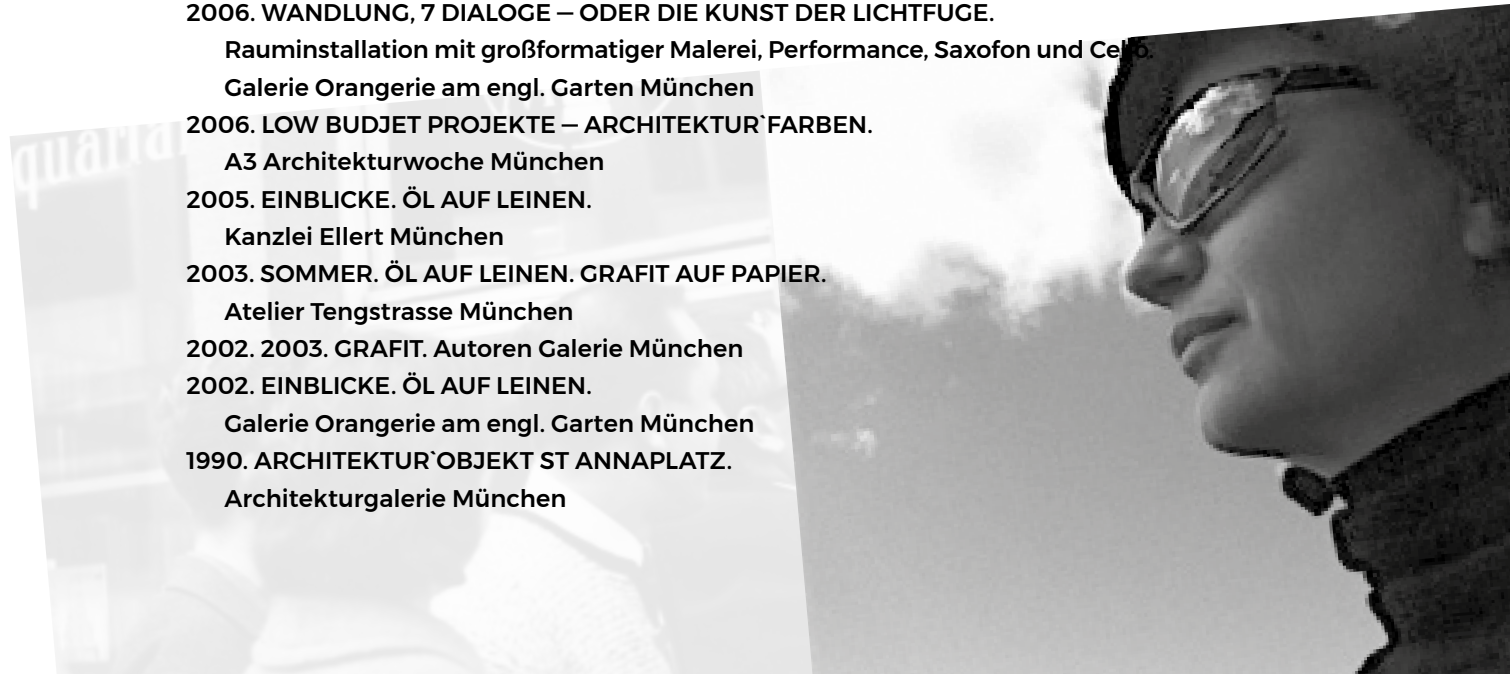 2006. WANDLUNG, 7 DIALOGE — ODER DIE KUNST DER LICHTFUGE.
Rauminstallation mit großformatiger Malerei, Performance, Saxofon und Cello.
Galerie Orangerie am engl. Garten München
2006. LOW BUDJET PROJEKTE — ARCHITEKTUR`FARBEN.
A3 Architekturwoche München
2005. EINBLICKE. ÖL AUF LEINEN.
Kanzlei Ellert München
2003. SOMMER. ÖL AUF LEINEN. GRAFIT AUF PAPIER.
Atelier Tengstrasse München
2002. 2003. GRAFIT. Autoren Galerie München
2002. EINBLICKE. ÖL AUF LEINEN.
Galerie Orangerie am engl. Garten München
1990. ARCHITEKTUR`OBJEKT ST ANNAPLATZ.
Architekturgalerie München